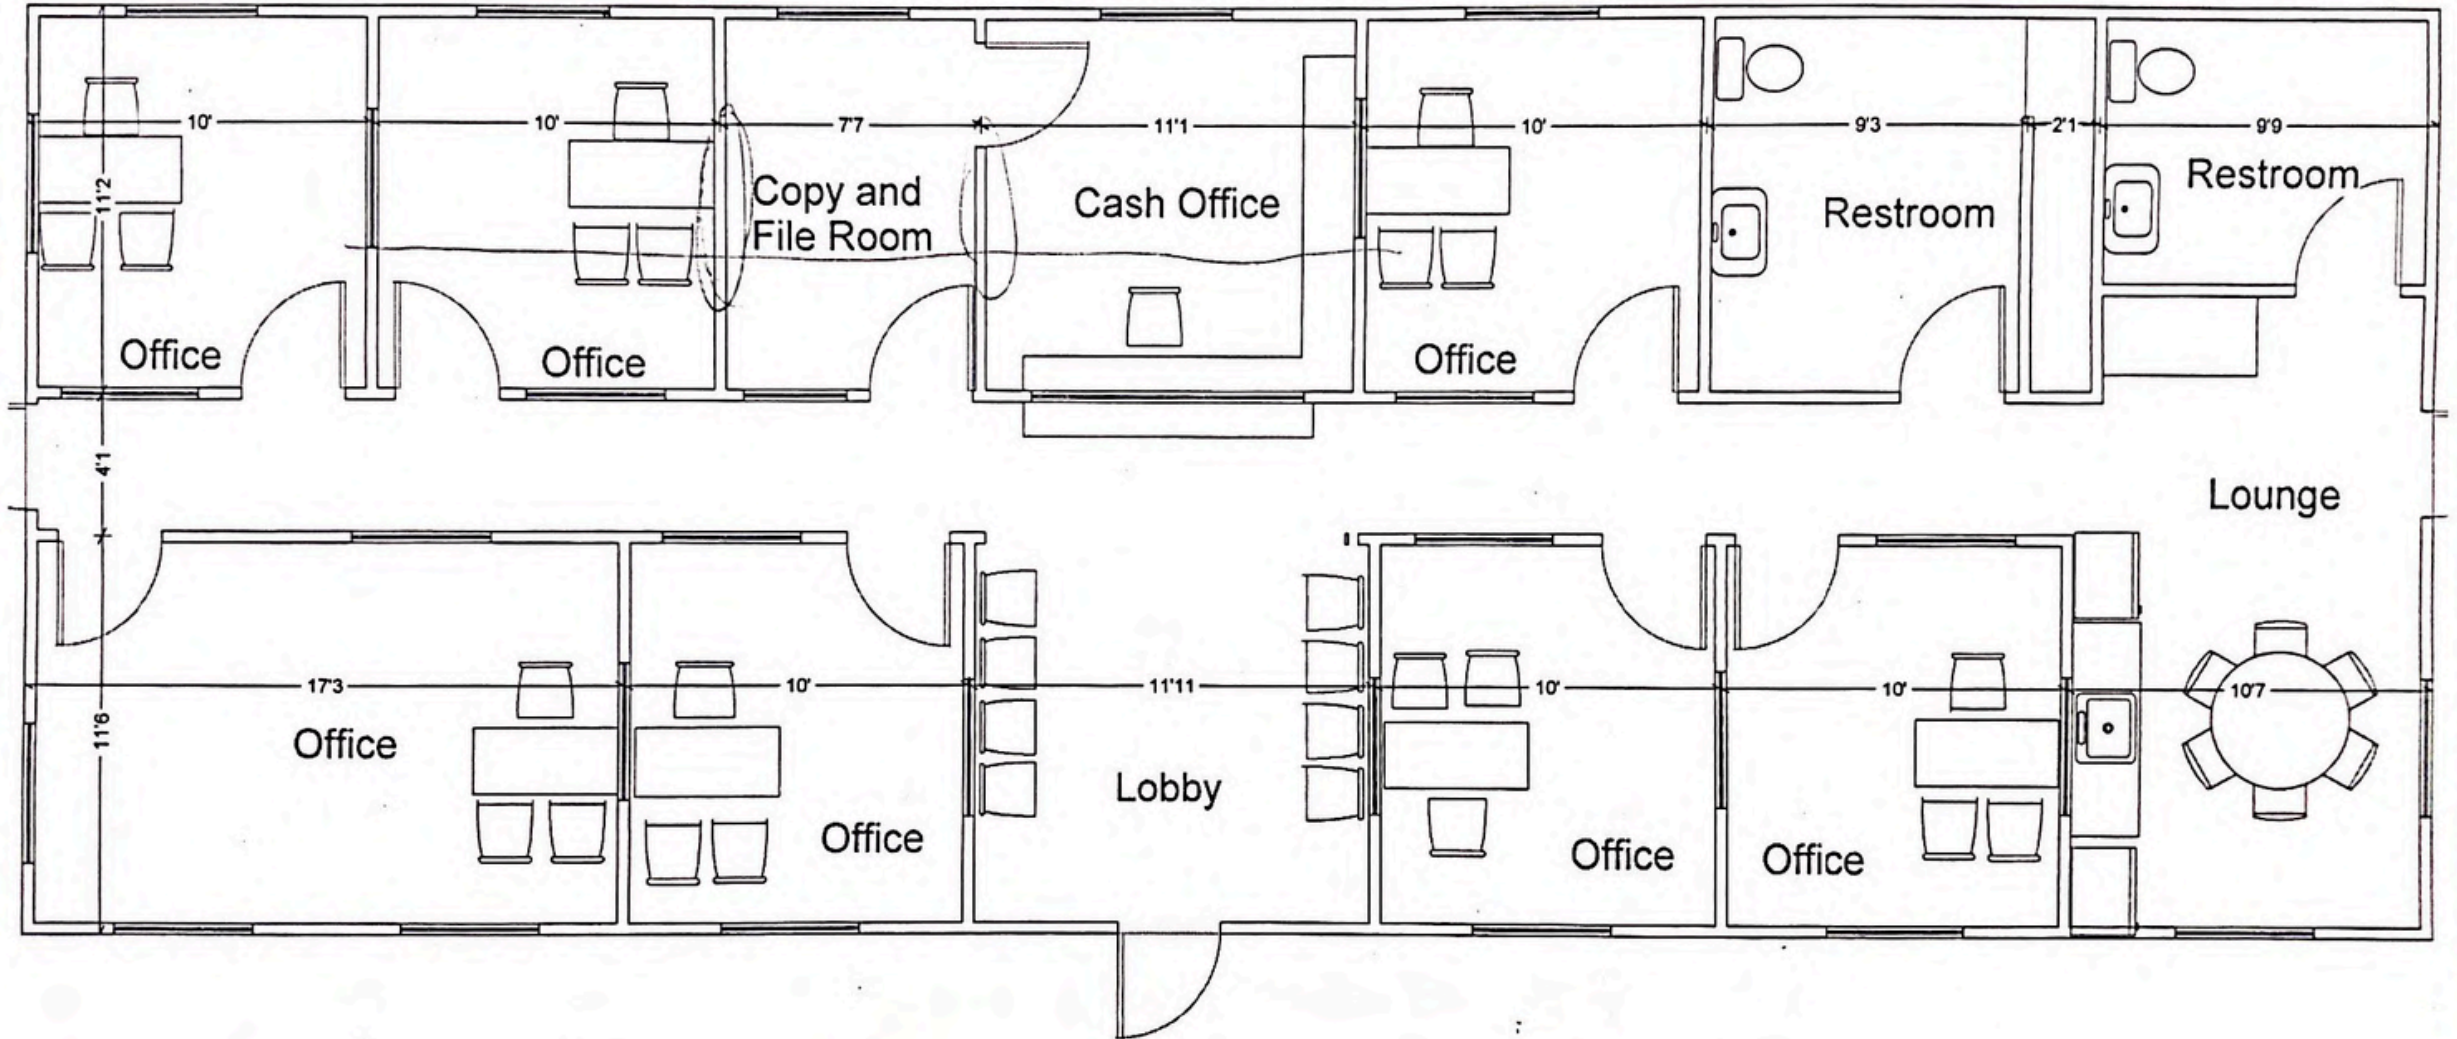 10'
10'
7'7
11'1
10'
9'3
2'1
9'9
11'2
Copy and
File Room
Cash Office
Restroom
Restroom
Office
Office
Office
4'1
Lounge
17'3
10'
11'11
10'
10'
10'7
11'6
Office
Lobby
Office
Office
Office